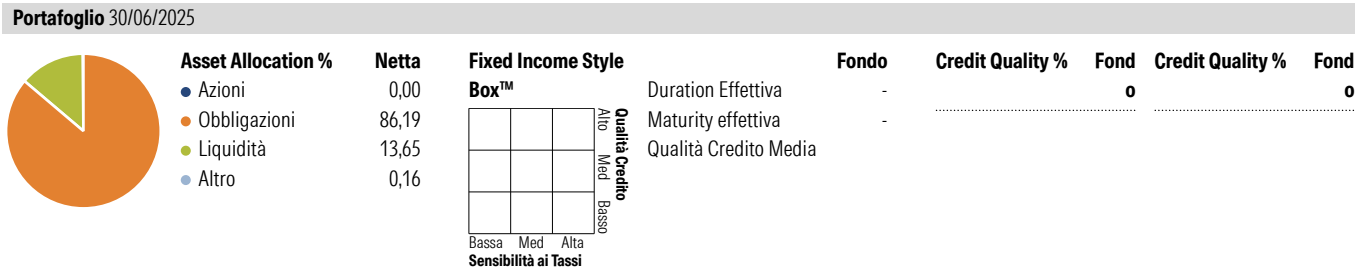 Portafoglio 30/06/2025
Asset Allocation % Netta
Azioni 0,00
Obbligazioni 86,19
Liquidità 13,65
Altro 0,16
Fixed Income Style
Box™
Alto Med Basso
Qualità Credito
Bassa Med Alta
Sensibilità ai Tassi
Fondo
Duration Effettiva -
Maturity effettiva -
Qualità Credito Media
Credit Quality % Fond
o
Credit Quality % Fond
o